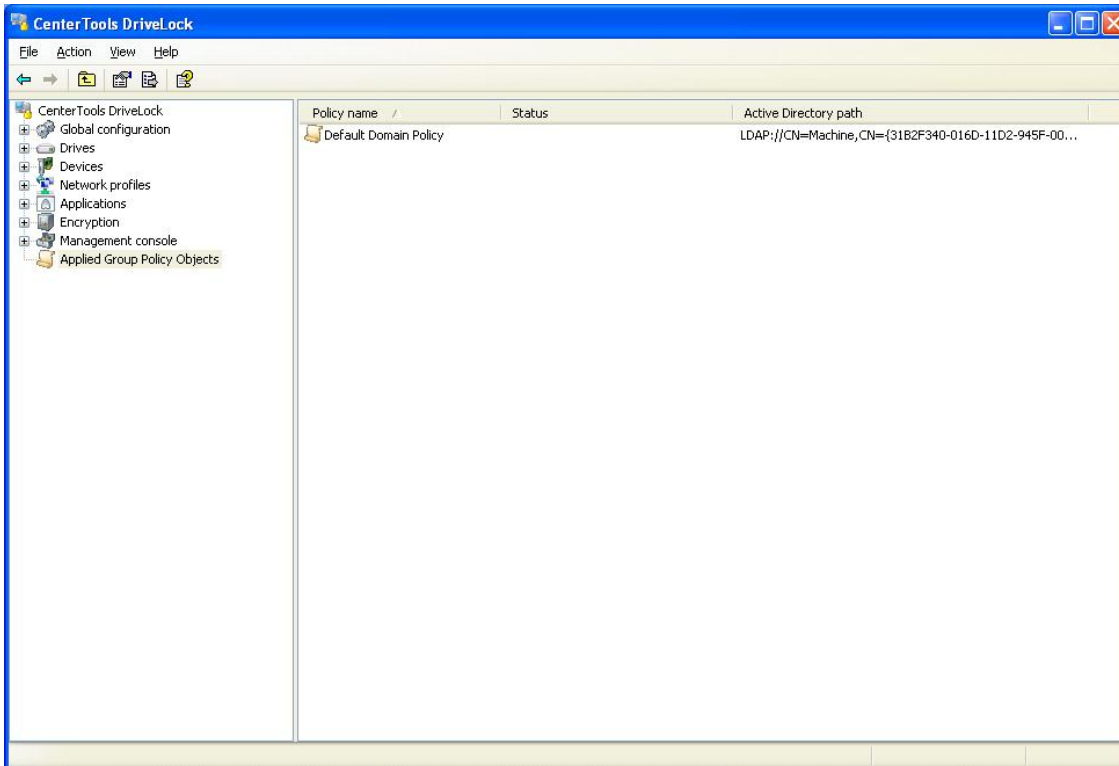 CenterTools DriveLock
File Action View Help
CenterTools DriveLock
Global configuration
Drives
Devices
Network profiles
Applications
Encryption
Management console
Applied Group Policy Objects
Policy name Status Active Directory path
Default Domain Policy LDAP://CN=Machine,CN={31B2F340-016D-11D2-945F-00...